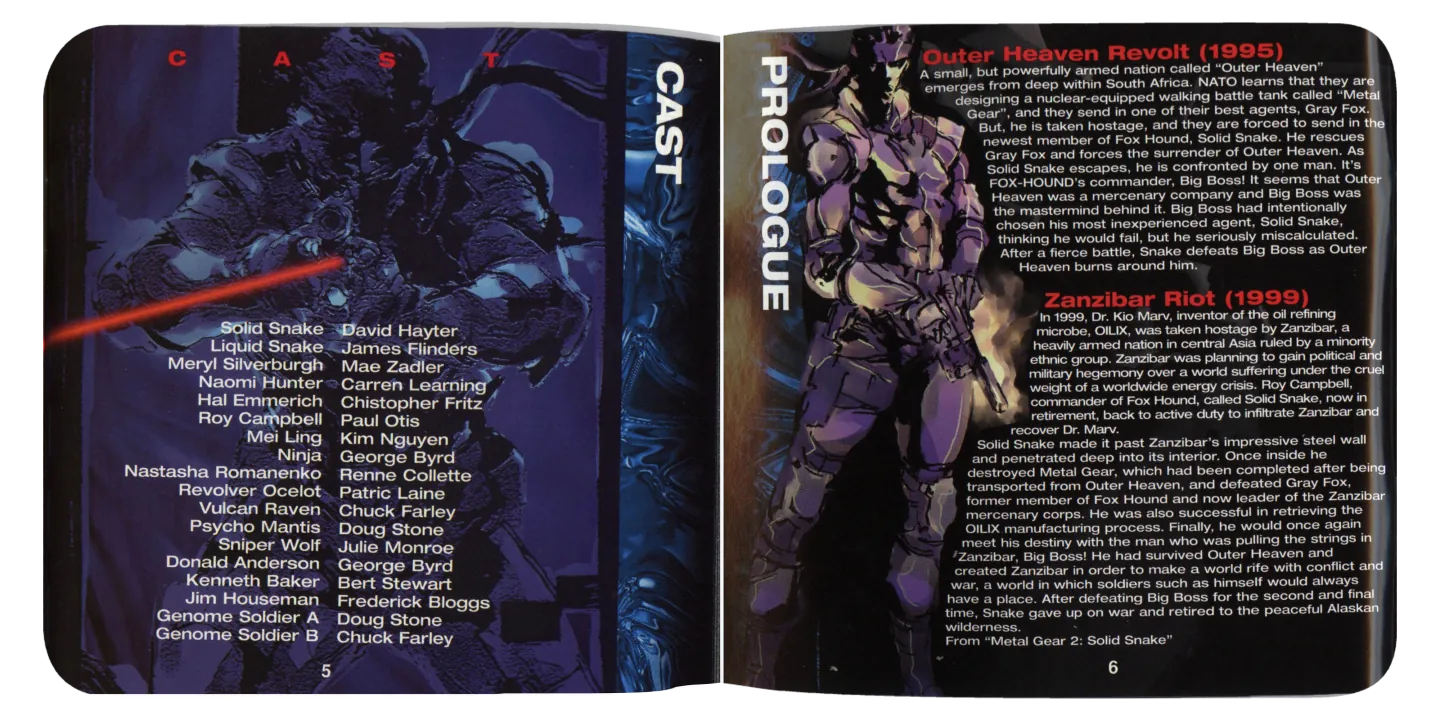 C A S T
CAST
Solid Snake David Hayter
Liquid Snake James Flinders
Meryl Silverburgh Mae Zadler
Naomi Hunter Carren Learning
Hal Emmerich Chistopher Fritz
Roy Campbell Paul Otis
Mei Ling Kim Nguyen
Ninja George Byrd
Nastasha Romanenko Renne Collette
Revolver Ocelot Patric Laine
Vulcan Raven Chuck Farley
Psycho Mantis Doug Stone
Sniper Wolf Julie Monroe
Donald Anderson George Byrd
Kenneth Baker Bert Stewart
Jim Houseman Frederick Bloggs
Genome Soldier A Doug Stone
Genome Soldier B Chuck Farley
5
PROLOGUE
Outer Heaven Revolt (1995)
A small, but powerfully armed nation called "Outer Heaven"
emerges from deep within South Africa. NATO learns that they are
designing a nuclear-equipped walking battle tank called "Metal
Gear", and they send in one of their best agents, Gray Fox.
But, he is taken hostage, and they are forced to send in the
newest member of Fox Hound, Solid Snake. He rescues
Gray Fox and forces the surrender of Outer Heaven. As
Solid Snake escapes, he is confronted by one man. It's
FOX-HOUND's commander, Big Boss! It seems that Outer
Heaven was a mercenary company and Big Boss was
the mastermind behind it. Big Boss had intentionally
chosen his most inexperienced agent, Solid Snake,
thinking he would fail, but he seriously miscalculated.
After a fierce battle, Snake defeats Big Boss as Outer
Heaven burns around him.
Zanzibar Riot (1999)
In 1999, Dr. Kio Marv, inventor of the oil refining
microbe, OILIX, was taken hostage by Zanzibar, a
heavily armed nation in central Asia ruled by a minority
ethnic group. Zanzibar was planning to gain political and
military hegemony over a world suffering under the cruel
weight of a worldwide energy crisis. Roy Campbell,
commander of Fox Hound, called Solid Snake, now in
retirement, back to active duty to infiltrate Zanzibar and
recover Dr. Marv.
Solid Snake made it past Zanzibar's impressive steel wall
and penetrated deep into its interior. Once inside he
destroyed Metal Gear, which had been completed after being
transported from Outer Heaven, and defeated Gray Fox,
former member of Fox Hound and now leader of the Zanzibar
mercenary corps. He was also successful in retrieving the
OILIX manufacturing process. Finally, he would once again
meet his destiny with the man who was pulling the strings in
Zanzibar, Big Boss! He had survived Outer Heaven and
created Zanzibar in order to make a world rife with conflict and
war, a world in which soldiers such as himself would always
have a place. After defeating Big Boss for the second and final
time, Snake gave up on war and retired to the peaceful Alaskan
wilderness.
From "Metal Gear 2: Solid Snake"
6